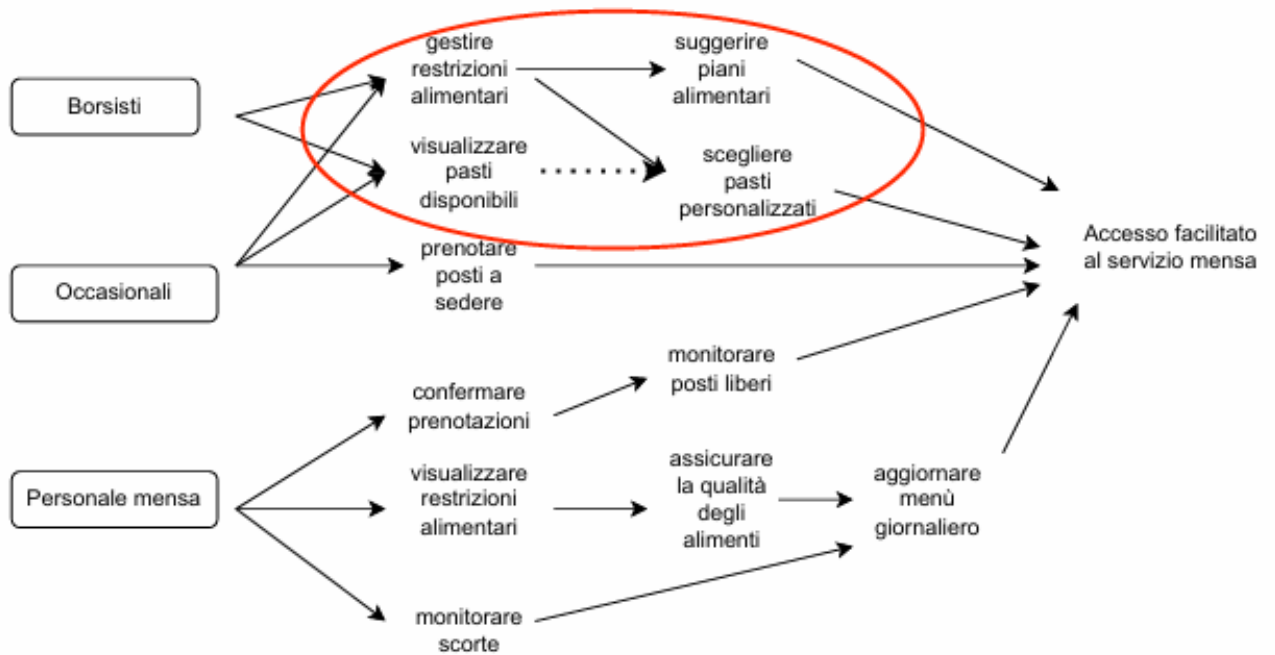 gestire
restrizioni
alimentari
suggerire
piani
alimentari
Borsisti
visualizzare
pasti
disponibili
scegliere
pasti
personalizzati
Accesso facilitato
al servizio mensa
prenotare
posti a
sedere
Occasionali
monitorare
posti liberi
confermare
prenotazioni
Personale mensa
visualizzare
restrizioni
alimentari
assicurare
la qualità
degli
alimenti
aggiornare
menù
giornaliero
monitorare
scorte